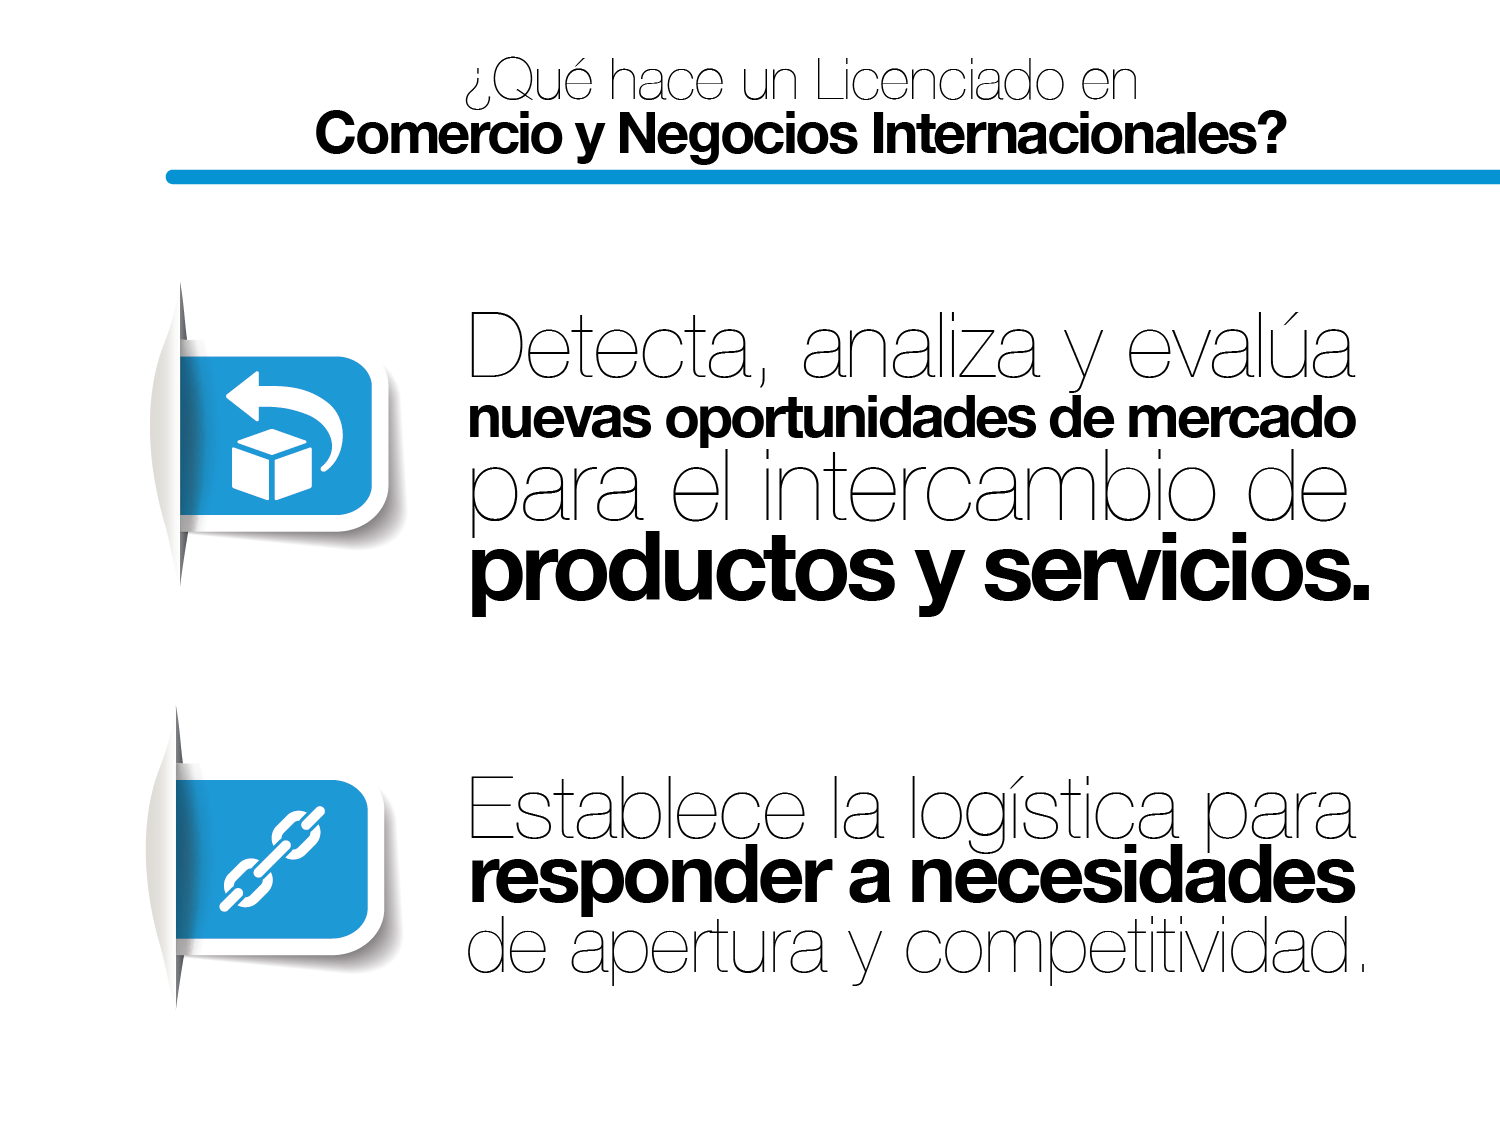 ¿Qué hace un Licenciado en
Comercio y Negocios Internacionales?
Detecta, analiza y evalúa
nuevas oportunidades de mercado
para el intercambio de
productos y servicios.
Establece la logística para
responder a necesidades
de apertura y competitividad.